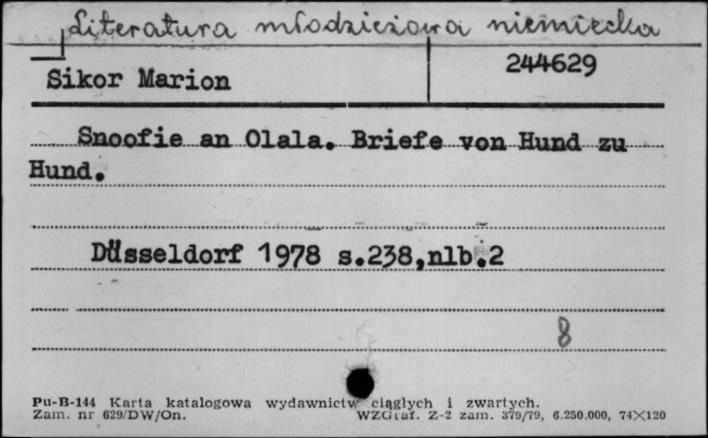 Literatura młodzieżowa niemiecka
Sikor Marion
244629
Snoofie an Olala. Briefe von Hund zu
Hund.
Düsseldorf 1978 s.238,nlb.2
8
Pu-B-144 Karta katalogowa wydawnictw ciągłych i zwartych.
Zam. nr 629/DW/On. WZGraf. Z-2 zam. 379/79, 6.250.000, 74×120